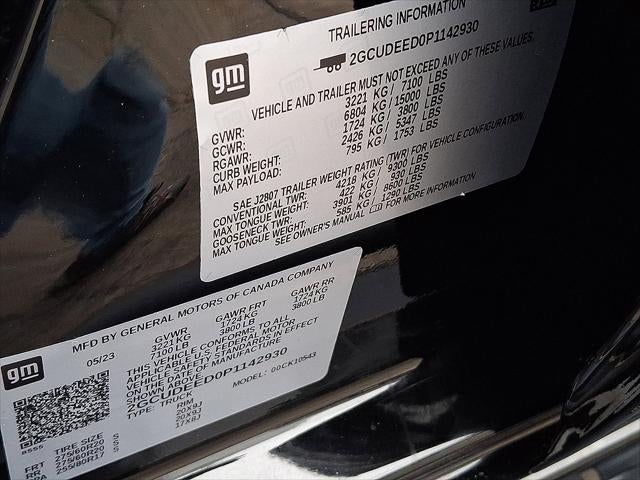 TRAILERING INFORMATION
gm
2GCUDEED0P1142930
VEHICLE AND TRAILER MUST NOT EXCEED ANY OF THESE VALUES
GVWR: 3221 KG / 7100 LBS
GCWR: 6804 KG / 15000 LBS
RGAWR: 1724 KG / 3800 LBS
CURB WEIGHT: 2426 KG / 5347 LBS
MAX PAYLOAD: 795 KG / 1753 LBS
SAE J2807 TRAILER WEIGHT RATING (TWR) FOR VEHICLE CONFIGURATION.
CONVENTIONAL TWR: 4218 KG / 9300 LBS
MAX TONGUE WEIGHT: 422 KG / 930 LBS
GOOSENECK TWR: 3901 KG / 8600 LBS
MAX TONGUE WEIGHT: 585 KG / 1290 LBS
SEE OWNER'S MANUAL FOR MORE INFORMATION
gm
MFD BY GENERAL MOTORS OF CANADA COMPANY
05/23 GVWR GAWR FRT GAWR RR
3221 KG 1724 KG 1724 KG
7100 LB 3800 LB 3800 LB
THIS VEHICLE CONFORMS TO ALL
APPLICABLE U.S. FEDERAL MOTOR
VEHICLE SAFETY STANDARDS IN EFFECT
ON THE DATE OF MANUFACTURE
SHOWN ABOVE.
2GCUDEED0P1142930
TYPE: TRUCK MODEL: 00CK10543
TIRE SIZE RIM
FRT 275/60R20 S 20X9J
RR 275/60R20 S 20X9J
255/80R17 S 17X8J